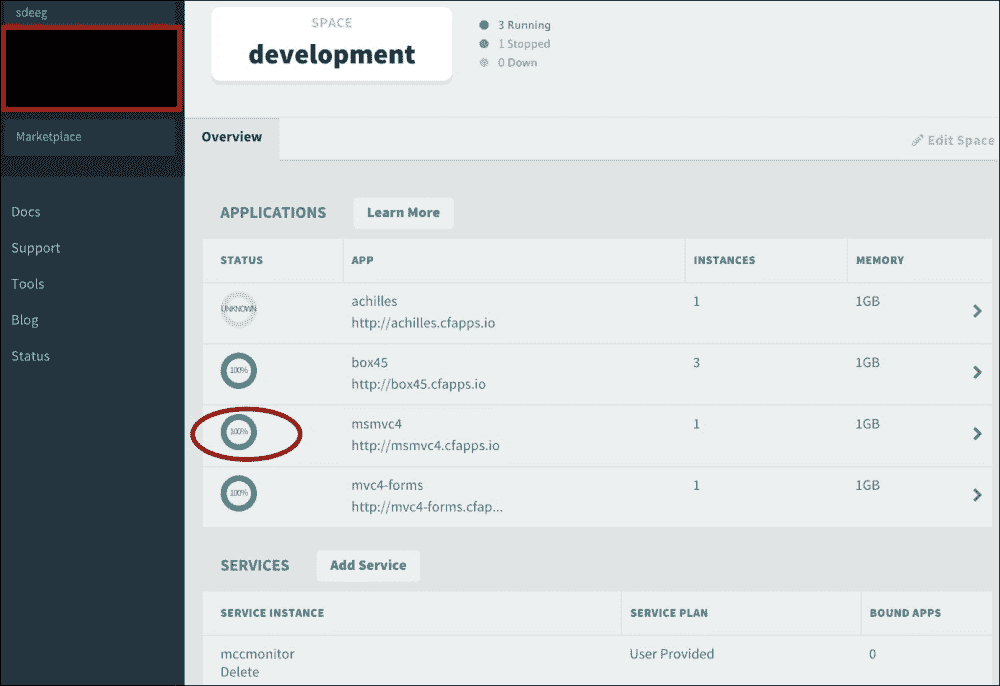 sdeeg
Marketplace
Docs
Support
Tools
Blog
Status
SPACE
development
3 Running
1 Stopped
0 Down
Overview
Edit Space
APPLICATIONS Learn More
STATUS APP INSTANCES MEMORY
UNKNOWN achilles 1 1GB
http://achilles.cfapps.io
100% box45 3 1GB
http://box45.cfapps.io
100% msmvc4 1 1GB
http://msmvc4.cfapps.io
100% mvc4-forms 1 1GB
http://mvc4-forms.cfap...
SERVICES Add Service
SERVICE INSTANCE SERVICE PLAN BOUND APPS
mccmonitor User Provided 0
Delete